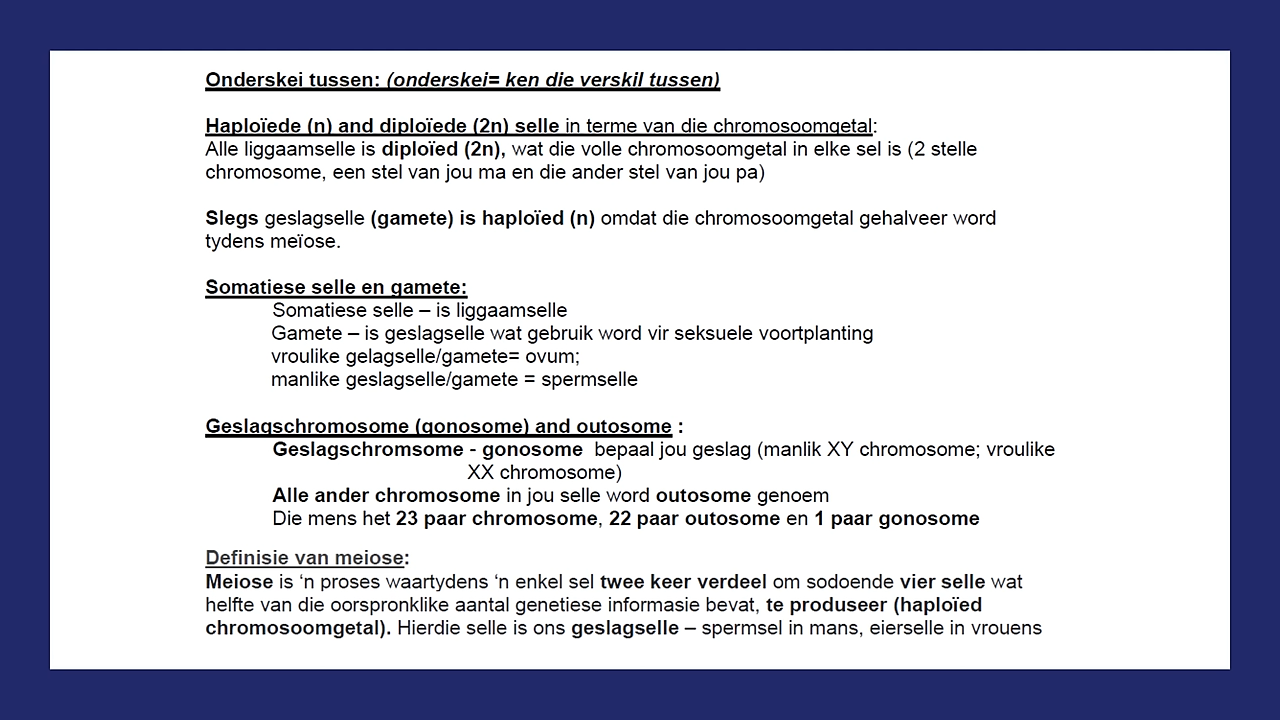 Onderskei tussen: (onderskei= ken die verskil tussen)
Haploïede (n) and diploïede (2n) selle in terme van die chromosoomgetal:
Alle liggaamselle is diploïed (2n), wat die volle chromosoomgetal in elke sel is (2 stelle
chromosome, een stel van jou ma en die ander stel van jou pa)
Slegs geslagselle (gamete) is haploïed (n) omdat die chromosoomgetal gehalveer word
tydens meïose.
Somatiese selle en gamete:
Somatiese selle – is liggaamselle
Gamete – is geslagselle wat gebruik word vir seksuele voortplanting
vroulike gelagselle/gamete= ovum;
manlike geslagselle/gamete = spermselle
Geslagschromosome (gonosome) and outosome :
Geslagschromsome - gonosome bepaal jou geslag (manlik XY chromosome; vroulike
XX chromosome)
Alle ander chromosome in jou selle word outosome genoem
Die mens het 23 paar chromosome, 22 paar outosome en 1 paar gonosome
Definisie van meiose:
Meiose is ‘n proses waartydens ‘n enkel sel twee keer verdeel om sodoende vier selle wat
helfte van die oorspronklike aantal genetiese informasie bevat, te produseer (haploïed
chromosoomgetal). Hierdie selle is ons geslagselle – spermsel in mans, eierselle in vrouens